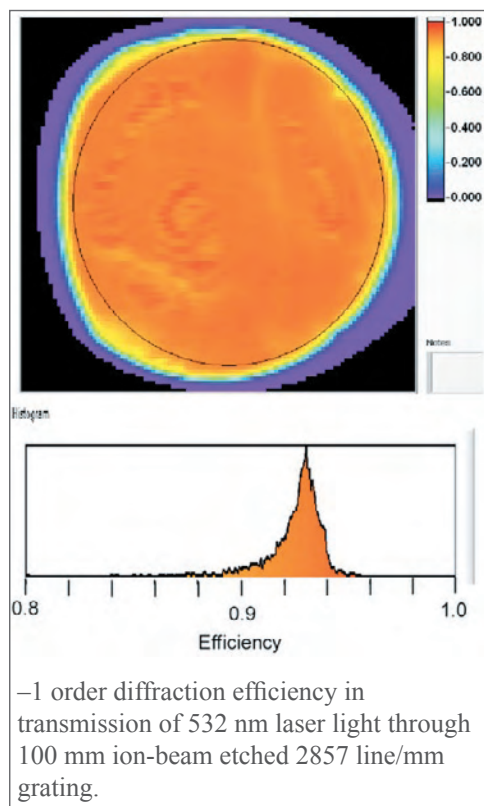 1.000
0.800
0.600
0.400
0.200
0.000
Notes
Histogram
0.8 0.9 1.0
Efficiency
–1 order diffraction efficiency in
transmission of 532 nm laser light through
100 mm ion-beam etched 2857 line/mm
grating.